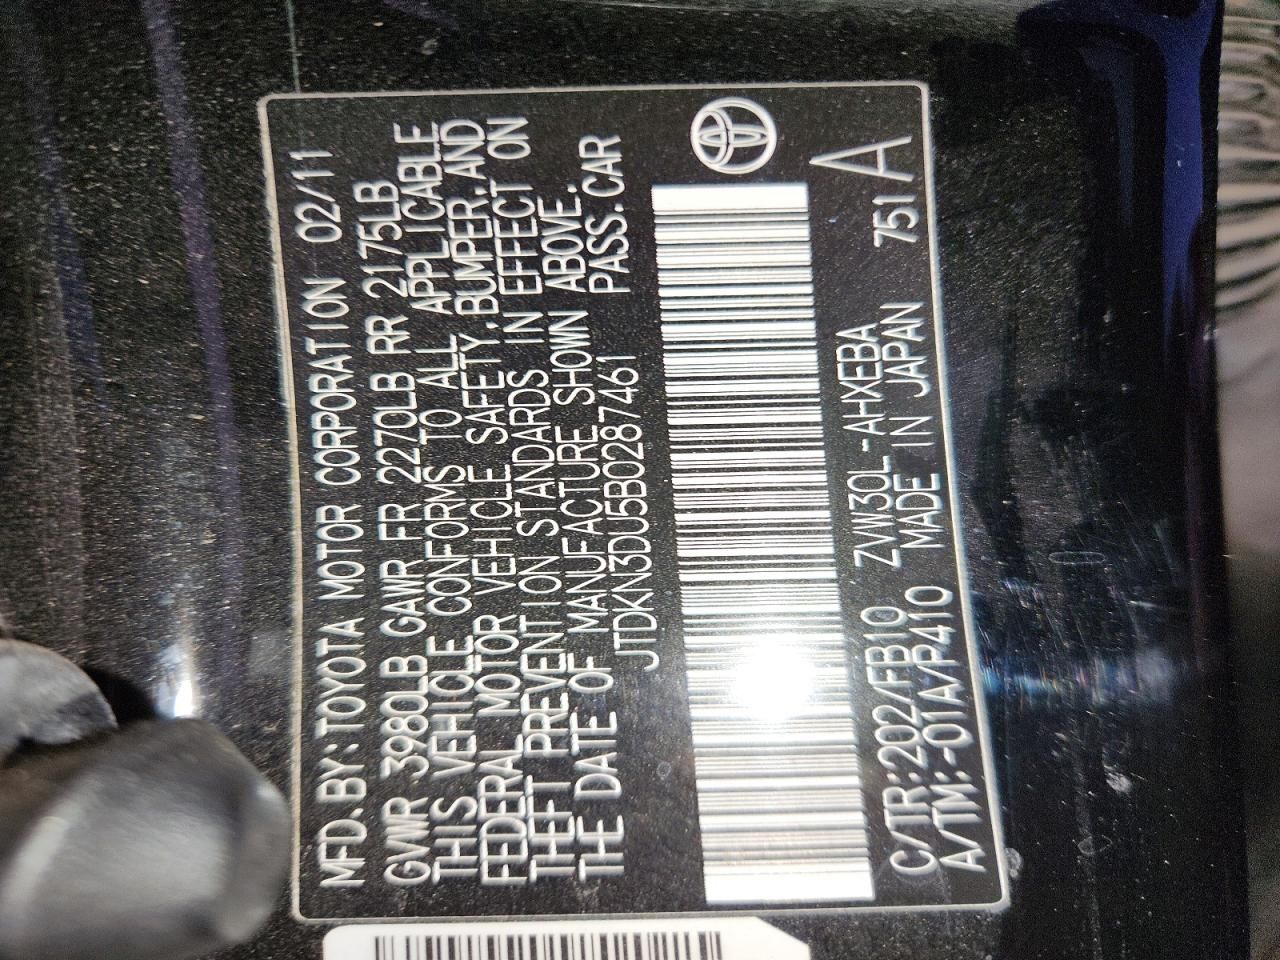 MFD.BY:TOYOTA MOTOR CORPORATION 02/11
GVWR 3980LB GAWR FR 2270LB RR 2175LB
THIS VEHICLE CONFORMS TO ALL APPLICABLE
FEDERAL MOTOR VEHICLE SAFETY,BUMPER,AND
THEFT PREVENTION STANDARDS IN EFFECT ON
THE DATE OF MANUFACTURE SHOWN ABOVE.
JTDKN3DU5B0287461 PASS.CAR
C/TR:202/FB10 ZVW30L-AHXEBA
A/TM:-01A/P410 MADE IN JAPAN 751 A